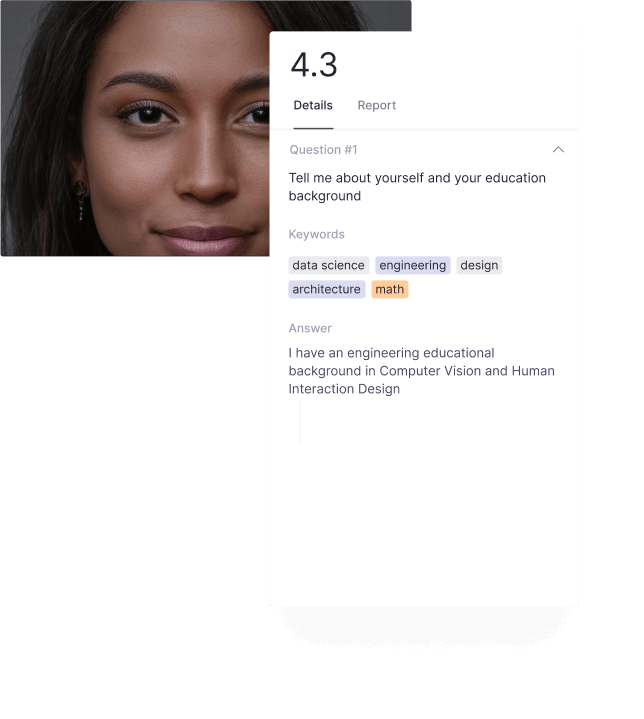 4.3
Details Report
Question #1
Tell me about yourself and your education
background
Keywords
data science engineering design
architecture math
Answer
I have an engineering educational
background in Computer Vision and Human
Interaction Design